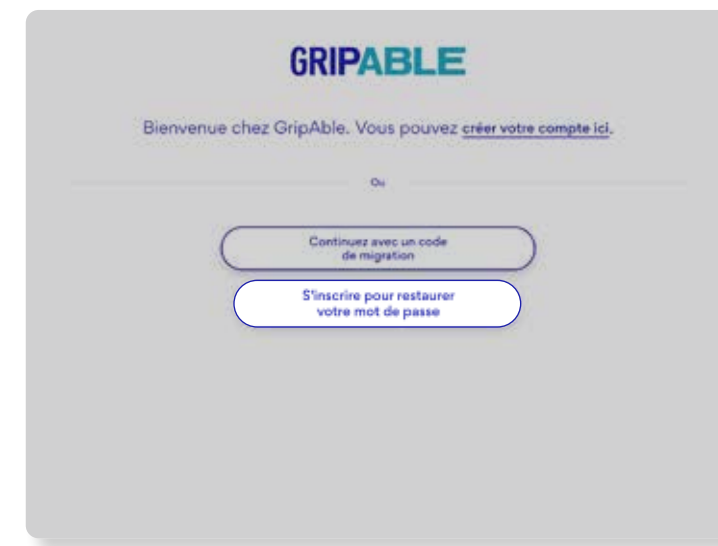 GRIPABLE
Bienvenue chez GripAble. Vous pouvez créer votre compte ici.
Ou
Continuez avec un code
de migration
S'inscrire pour restaurer
votre mot de passe